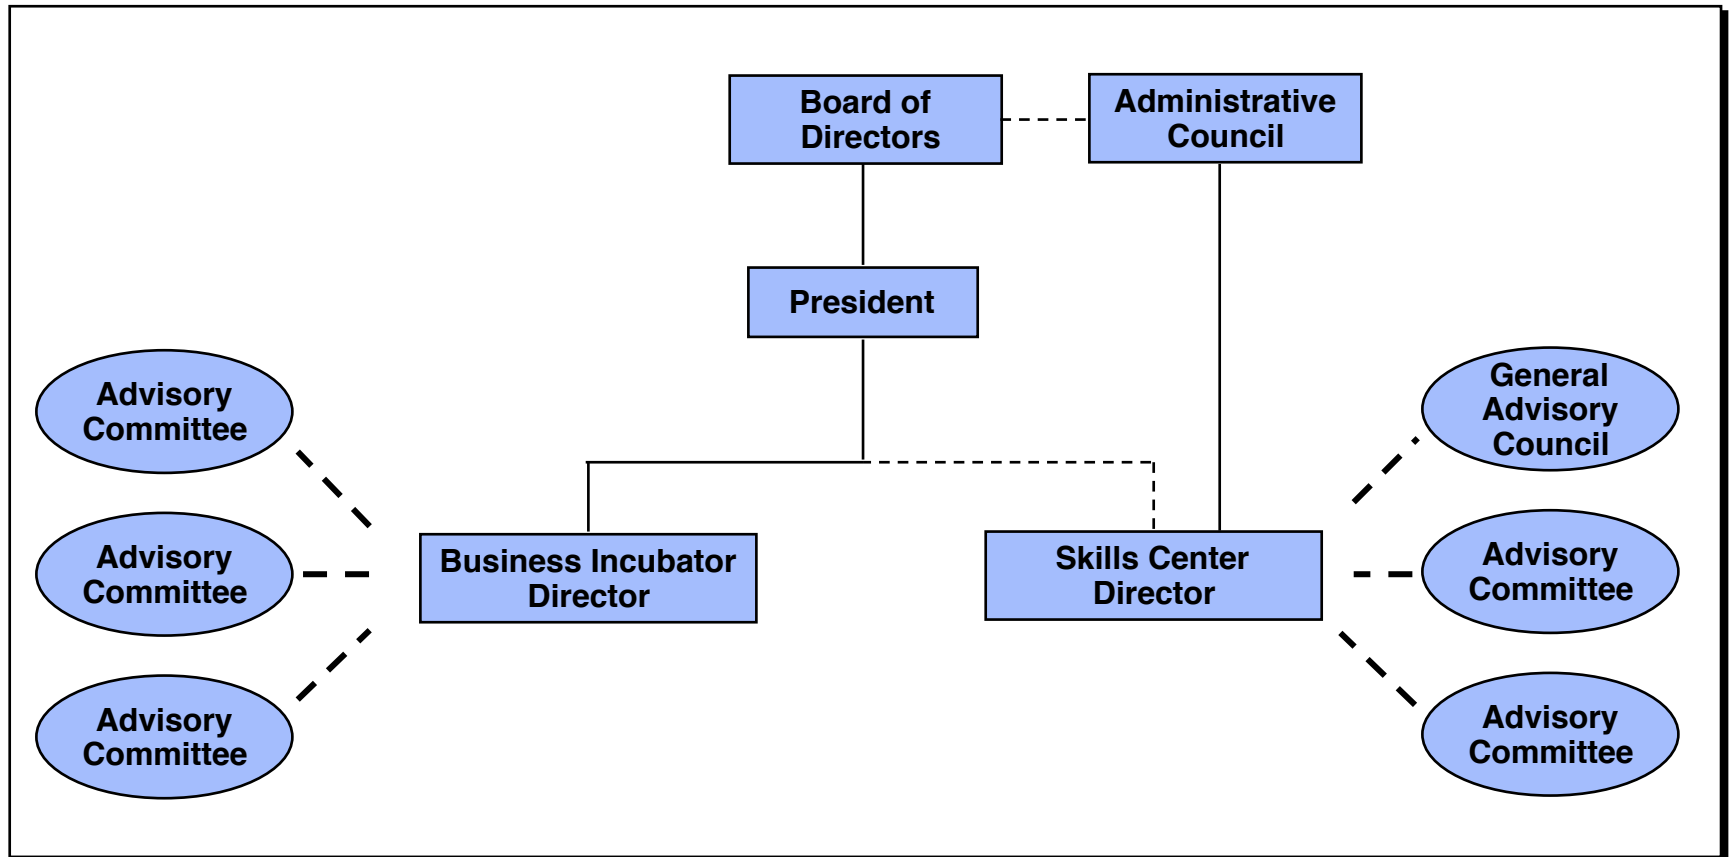 Board of
Directors
Administrative
Council
President
Advisory
Committee
General
Advisory
Council
Business Incubator
Director
Skills Center
Director
Advisory
Committee
Advisory
Committee
Advisory
Committee
Advisory
Committee